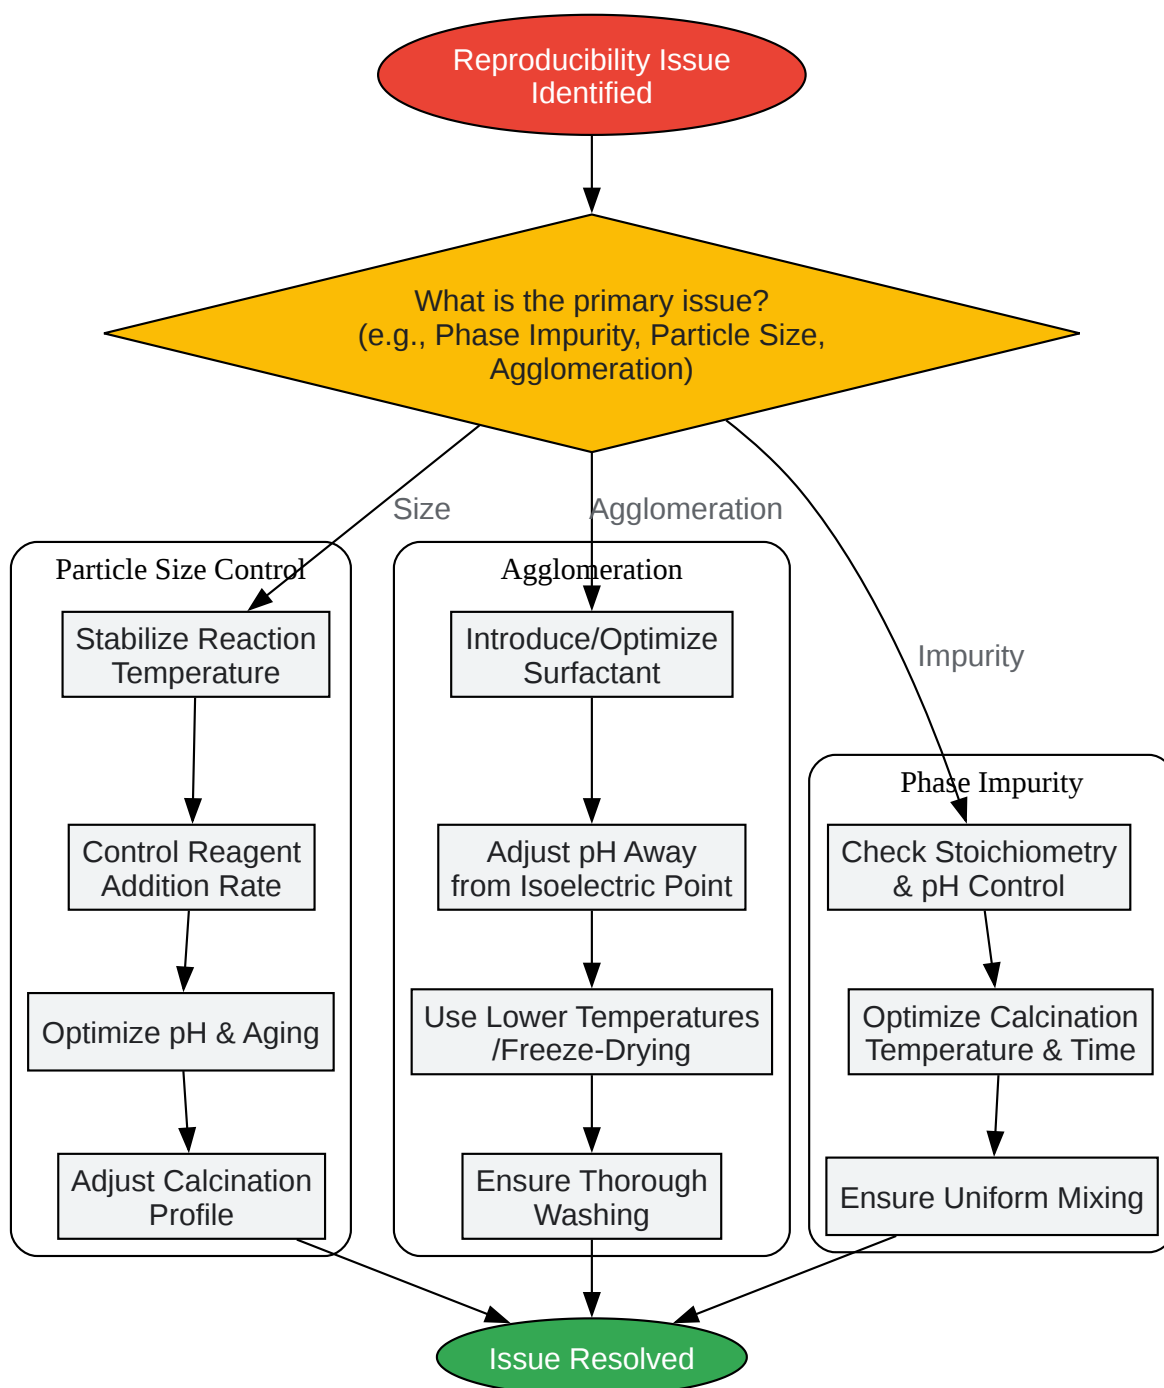 Reproducibility Issue
Identified
What is the primary issue?
(e.g., Phase Impurity, Particle Size,
Agglomeration)
Size
Agglomeration
Impurity
Particle Size Control
Stabilize Reaction
Temperature
Control Reagent
Addition Rate
Optimize pH & Aging
Adjust Calcination
Profile
Agglomeration
Introduce/Optimize
Surfactant
Adjust pH Away
from Isoelectric Point
Use Lower Temperatures
/Freeze-Drying
Ensure Thorough
Washing
Phase Impurity
Check Stoichiometry
& pH Control
Optimize Calcination
Temperature & Time
Ensure Uniform Mixing
Issue Resolved